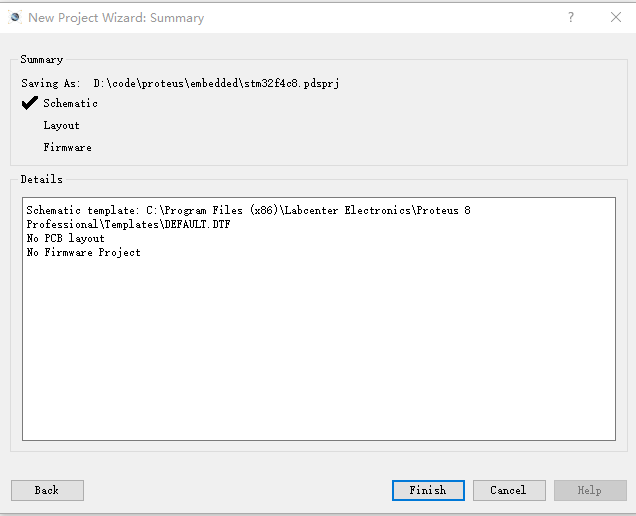 New Project Wizard: Summary
Summary
Saving As: D:\code\proteus\embedded\stm32f4c8.pdsprj
Schematic
Layout
Firmware
Details
Schematic template: C:\Program Files (x86)\Labcenter Electronics\Proteus 8
Professional\Templates\DEFAULT.DTF
No PCB layout
No Firmware Project
Back Finish Cancel Help